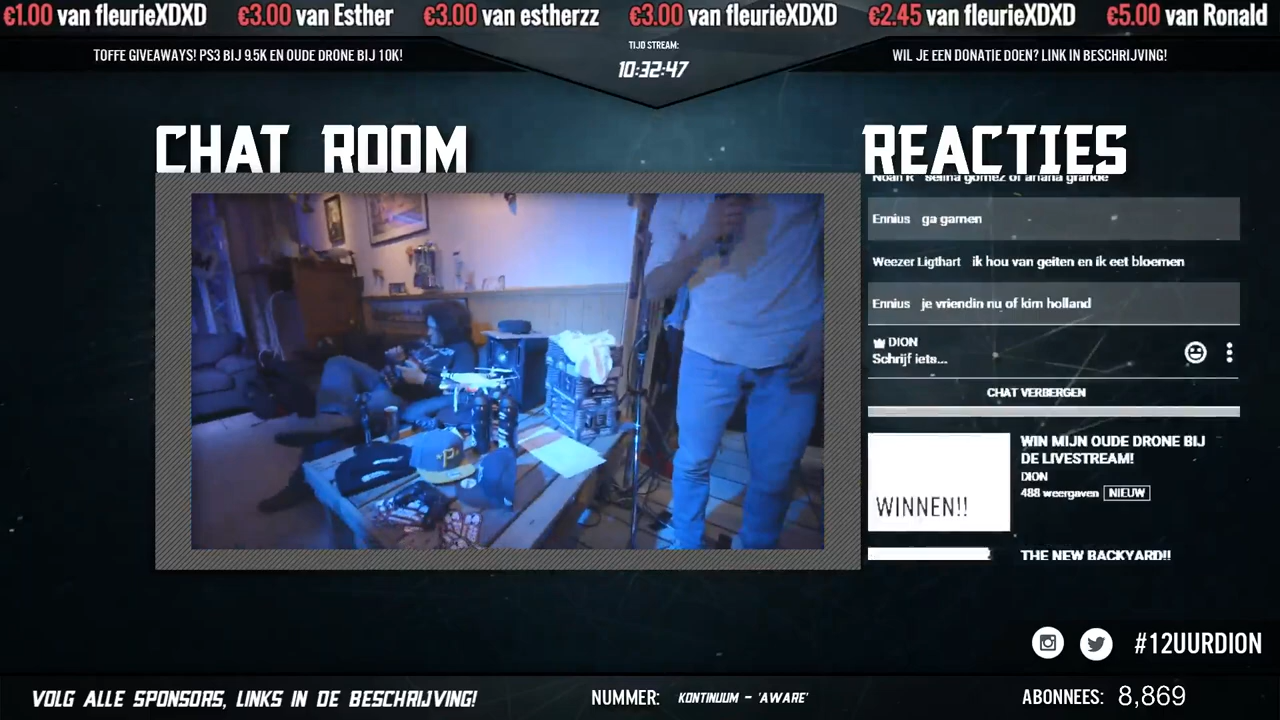 €1.00 van fleurieXDXD €3.00 van Esther €3.00 van estherzz €3.00 van fleurieXDXD €2.45 van fleurieXDXD €5.00 van Ronald
TOFFE GIVEAWAYS! PS3 BIJ 9.5K EN OUDE DRONE BIJ 10K!
TIJD STREAM:
10:32:47
WIL JE EEN DONATIE DOEN? LINK IN BESCHRIJVING!
CHAT ROOM
REACTIES
Noah R selina gomez of ariana grande
Ennius ga gamen
Weezer Ligthart ik hou van geiten en ik eet bloemen
Ennius je vriendin nu of kim holland
DION
Schrijf iets...
CHAT VERBERGEN
WINNEN!!
WIN MIJN OUDE DRONE BIJ
DE LIVESTREAM!
DION
488 weergaven NIEUW
THE NEW BACKYARD!!
P
#12UURDION
VOLG ALLE SPONSORS, LINKS IN DE BESCHRIJVING!
NUMMER: KONTINUUM - 'AWARE'
ABONNEES: 8,869